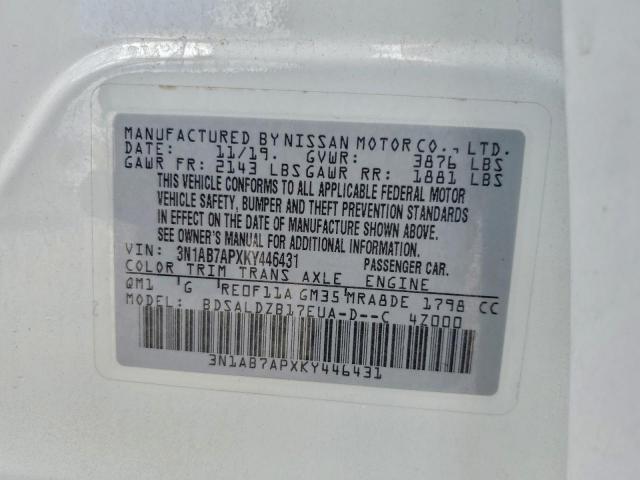 MANUFACTURED BY NISSAN MOTOR CO., LTD.
DATE: 11/19. GVWR: 3876 LBS
GAWR FR: 2143 LBS GAWR RR: 1881 LBS
THIS VEHICLE CONFORMS TO ALL APPLICABLE FEDERAL MOTOR
VEHICLE SAFETY, BUMPER AND THEFT PREVENTION STANDARDS
IN EFFECT ON THE DATE OF MANUFACTURE SHOWN ABOVE.
SEE OWNER'S MANUAL FOR ADDITIONAL INFORMATION.
VIN: 3N1AB7APXKY446431 PASSENGER CAR.
COLOR TRIM TRANS AXLE ENGINE
QM1 G RE0F11A GM35 MRA8DE 1798 CC
MODEL: BDSALDZB17EUA-D--C 4Z000
3N1AB7APXKY446431